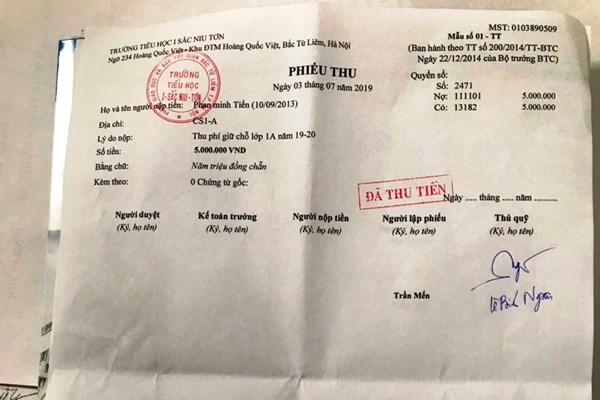 MST: 0103890509
TRƯỜNG TIỂU HỌC I SẮC NIU TƠN
Mẫu số 01 - TT
Ngõ 234 Hoàng Quốc Việt - Khu ĐTM Hoàng Quốc Việt, Bắc Từ Liêm, Hà Nội
(Ban hành theo TT số 200/2014/TT-BTC
Ngày 22/12/2014 của Bộ trưởng BTC)
PHIẾU THU
Ngày 03 tháng 07 năm 2019
Quyển số:
Số: 2471
Nợ: 111101 5.000.000
Có: 13182 5.000.000
TRƯỜNG
TIỂU HỌC
I-SẮC NIU-TƠN
Họ và tên người nộp tiền: Phạm minh Tiến (10/09/2013)
Địa chỉ: CS1-A
Lý do nộp: Thu phí giữ chỗ lớp 1A năm 19-20
Số tiền: 5.000.000 VND
Bằng chữ: Năm triệu đồng chẵn
Kèm theo: 0 Chứng từ gốc:
ĐÃ THU TIỀN
Ngày ..... tháng ..... năm ..........
Người duyệt Kế toán trưởng Người nộp tiền Người lập phiếu Thủ quỹ
(Ký, họ tên) (Ký, họ tên) (Ký, họ tên) (Ký, họ tên) (Ký, họ tên)
Trần Mến